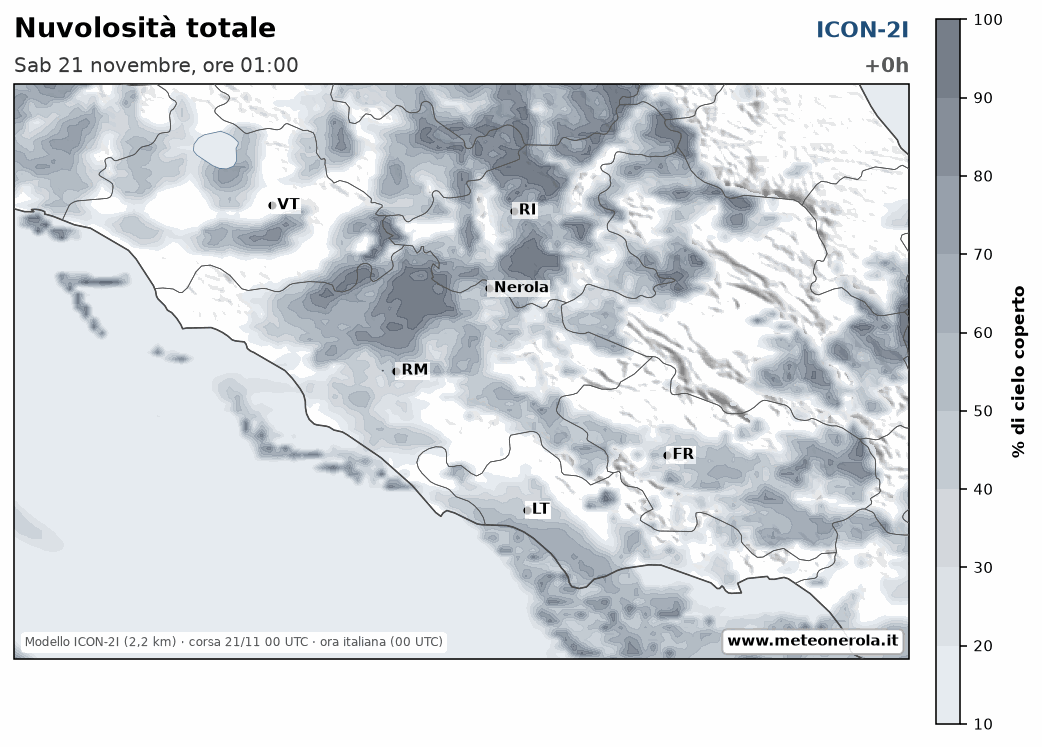 Nuvolosità totale
ICON-2I
Sab 21 novembre, ore 01:00
+0h
VT
RI
Nerola
RM
FR
LT
Modello ICON-2I (2,2 km) · corsa 21/11 00 UTC · ora italiana (00 UTC)
www.meteonerola.it
100
90
80
70
60
50
40
30
20
10
% di cielo coperto